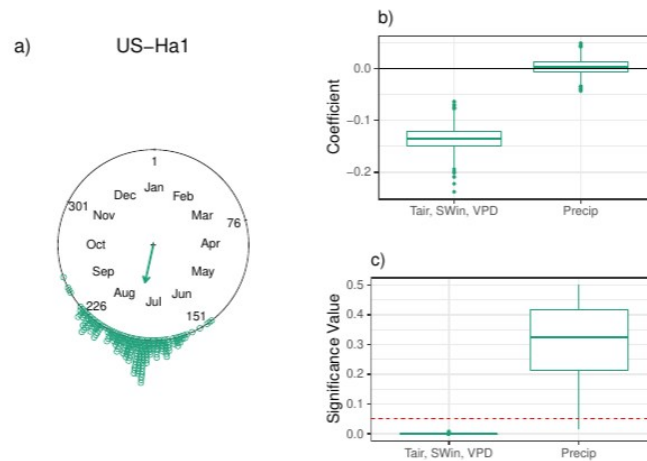 a)
US−Ha1
1
Jan
Feb
Mar
76
Apr
May
Jun
151
Jul
Aug
226
Sep
Oct
Nov
301
Dec
b)
Coefficient
0.0
−0.1
−0.2
Tair, SWin, VPD
Precip
c)
Significance Value
0.5
0.4
0.3
0.2
0.1
0.0
Tair, SWin, VPD
Precip